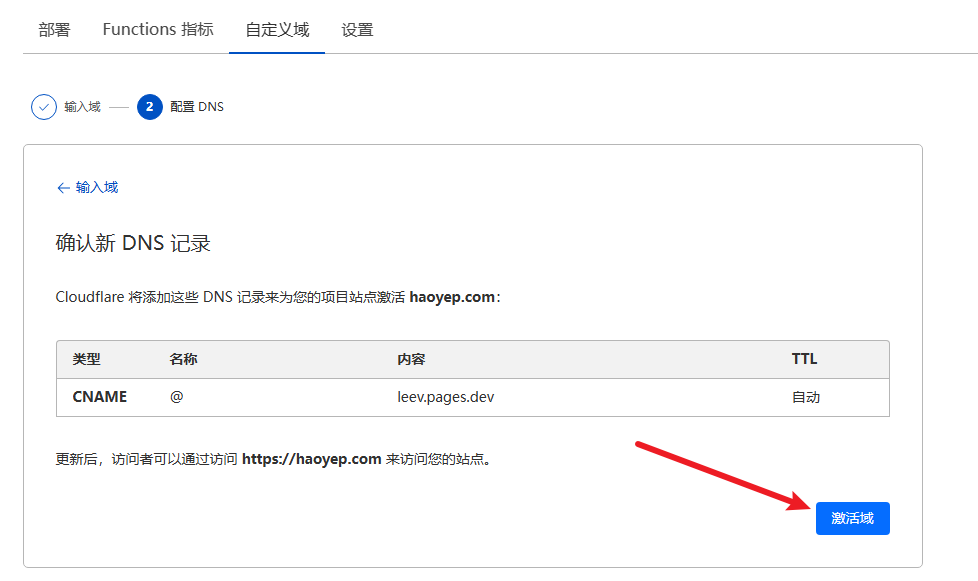 部署 Functions 指标 自定义域 设置
输入域 2 配置 DNS
← 输入域
确认新 DNS 记录
Cloudflare 将添加这些 DNS 记录来为您的项目站点激活 haoyep.com：
类型 名称 内容 TTL
CNAME @ leev.pages.dev 自动
更新后，访问者可以通过访问 https://haoyep.com 来访问您的站点。
激活域